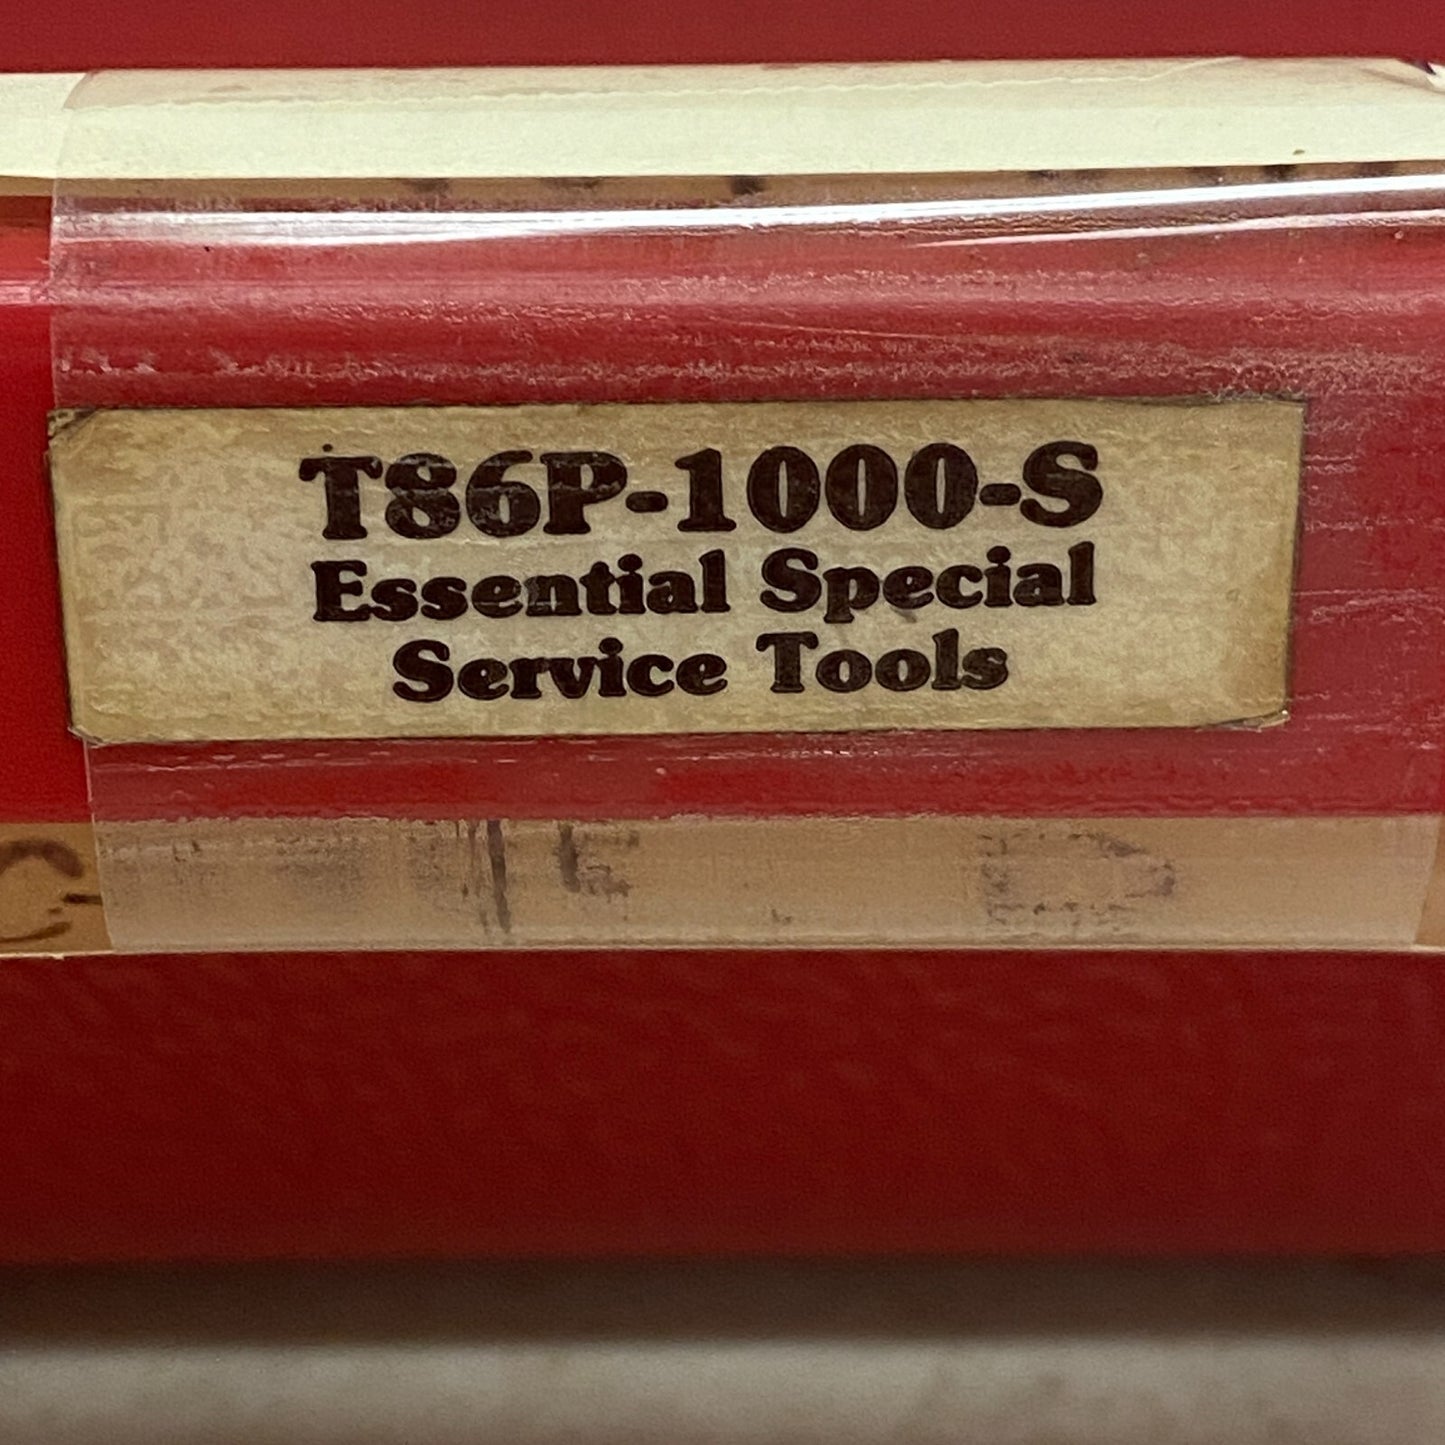 T86P-1000-S
Essential Special
Service Tools